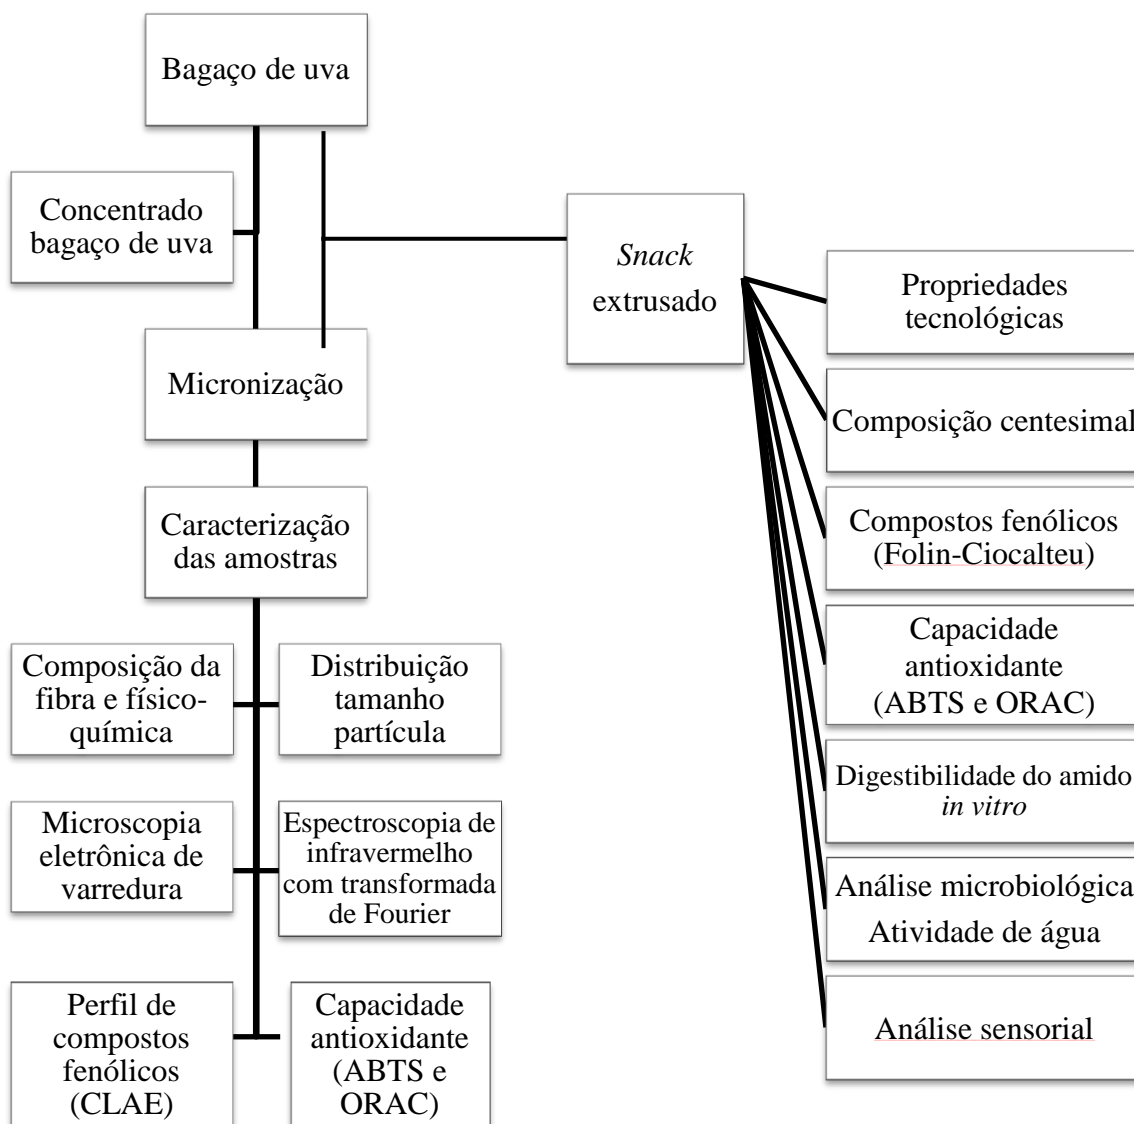 Bagaço de uva
Concentrado
bagaço de uva
Micronização
Caracterização
das amostras
Composição da
fibra e físico-
química
Distribuição
tamanho
partícula
Microscopia
eletrônica de
varredura
Espectroscopia de
infravermelho
com transformada
de Fourier
Perfil de
compostos
fenólicos
(CLAE)
Capacidade
antioxidante
(ABTS e
ORAC)
Snack
extrusado
Propriedades
tecnológicas
Composição centesimal
Compostos fenólicos
(Folin-Ciocalteu)
Capacidade
antioxidante
(ABTS e ORAC)
Digestibilidade do amido
in vitro
Análise microbiológica
Atividade de água
Análise sensorial